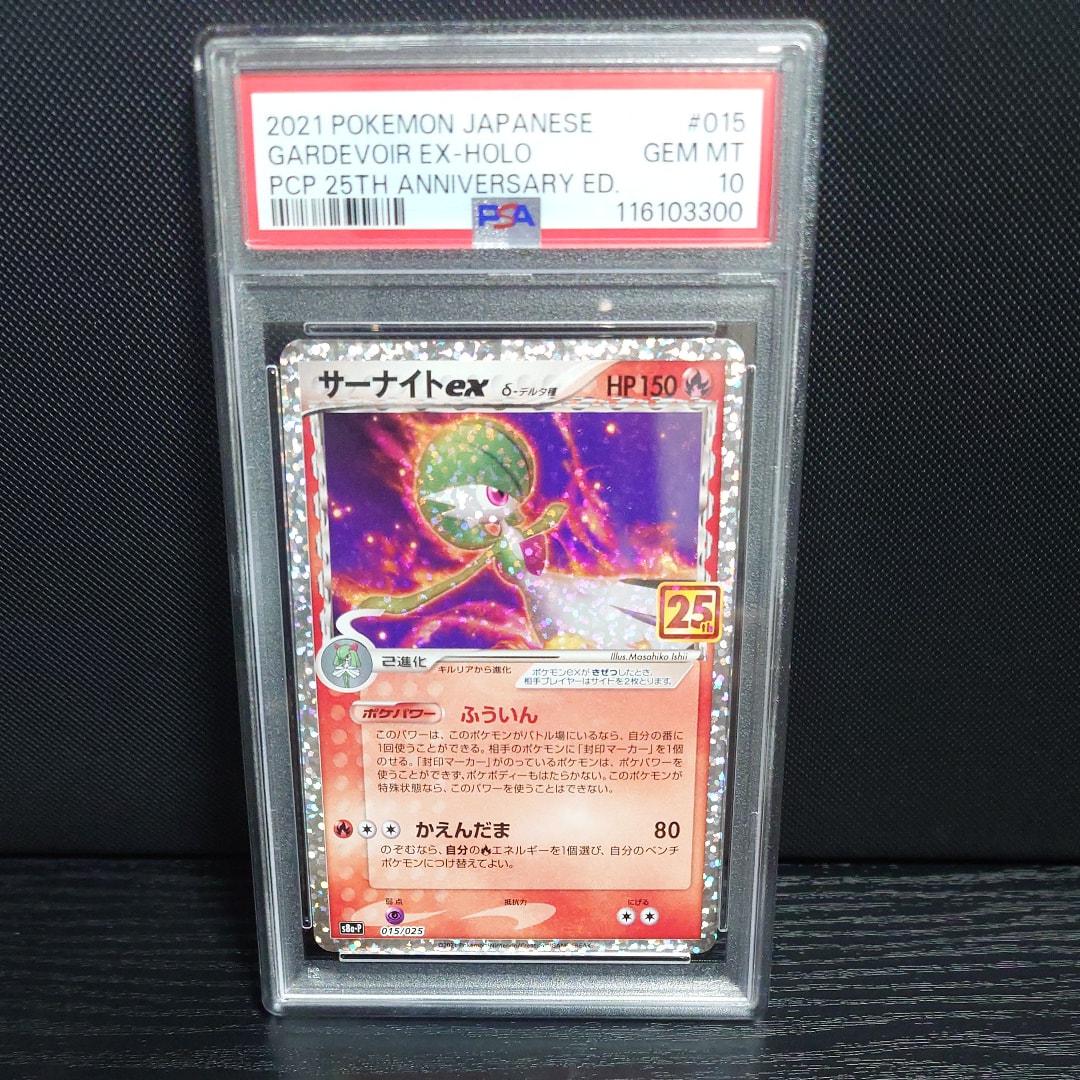 2021 POKEMON JAPANESE #015
GARDEVOIR EX-HOLO GEM MT
PCP 25TH ANNIVERSARY ED. 10
PSA 116103300
サーナイトex δ-デルタ種 HP150
25th
2進化 キルリアから進化
Illus.Masahiko Ishii
ポケモンexがきぜつしたとき、
相手プレイヤーはサイドを2枚とります。
ポケパワー ふういん
このパワーは、このポケモンがバトル場にいるなら、自分の番に
1回使うことができる。相手のポケモンに「封印マーカー」を1個
のせる。「封印マーカー」がのっているポケモンは、ポケパワーを
使うことができず、ポケボディーもはたらかない。このポケモンが
特殊状態なら、このパワーを使うことはできない。
かえんだま 80
のぞむなら、自分のエネルギーを1個選び、自分のベンチ
ポケモンにつけ替えてよい。
弱点 抵抗力 にげる
s8a-P 015/025